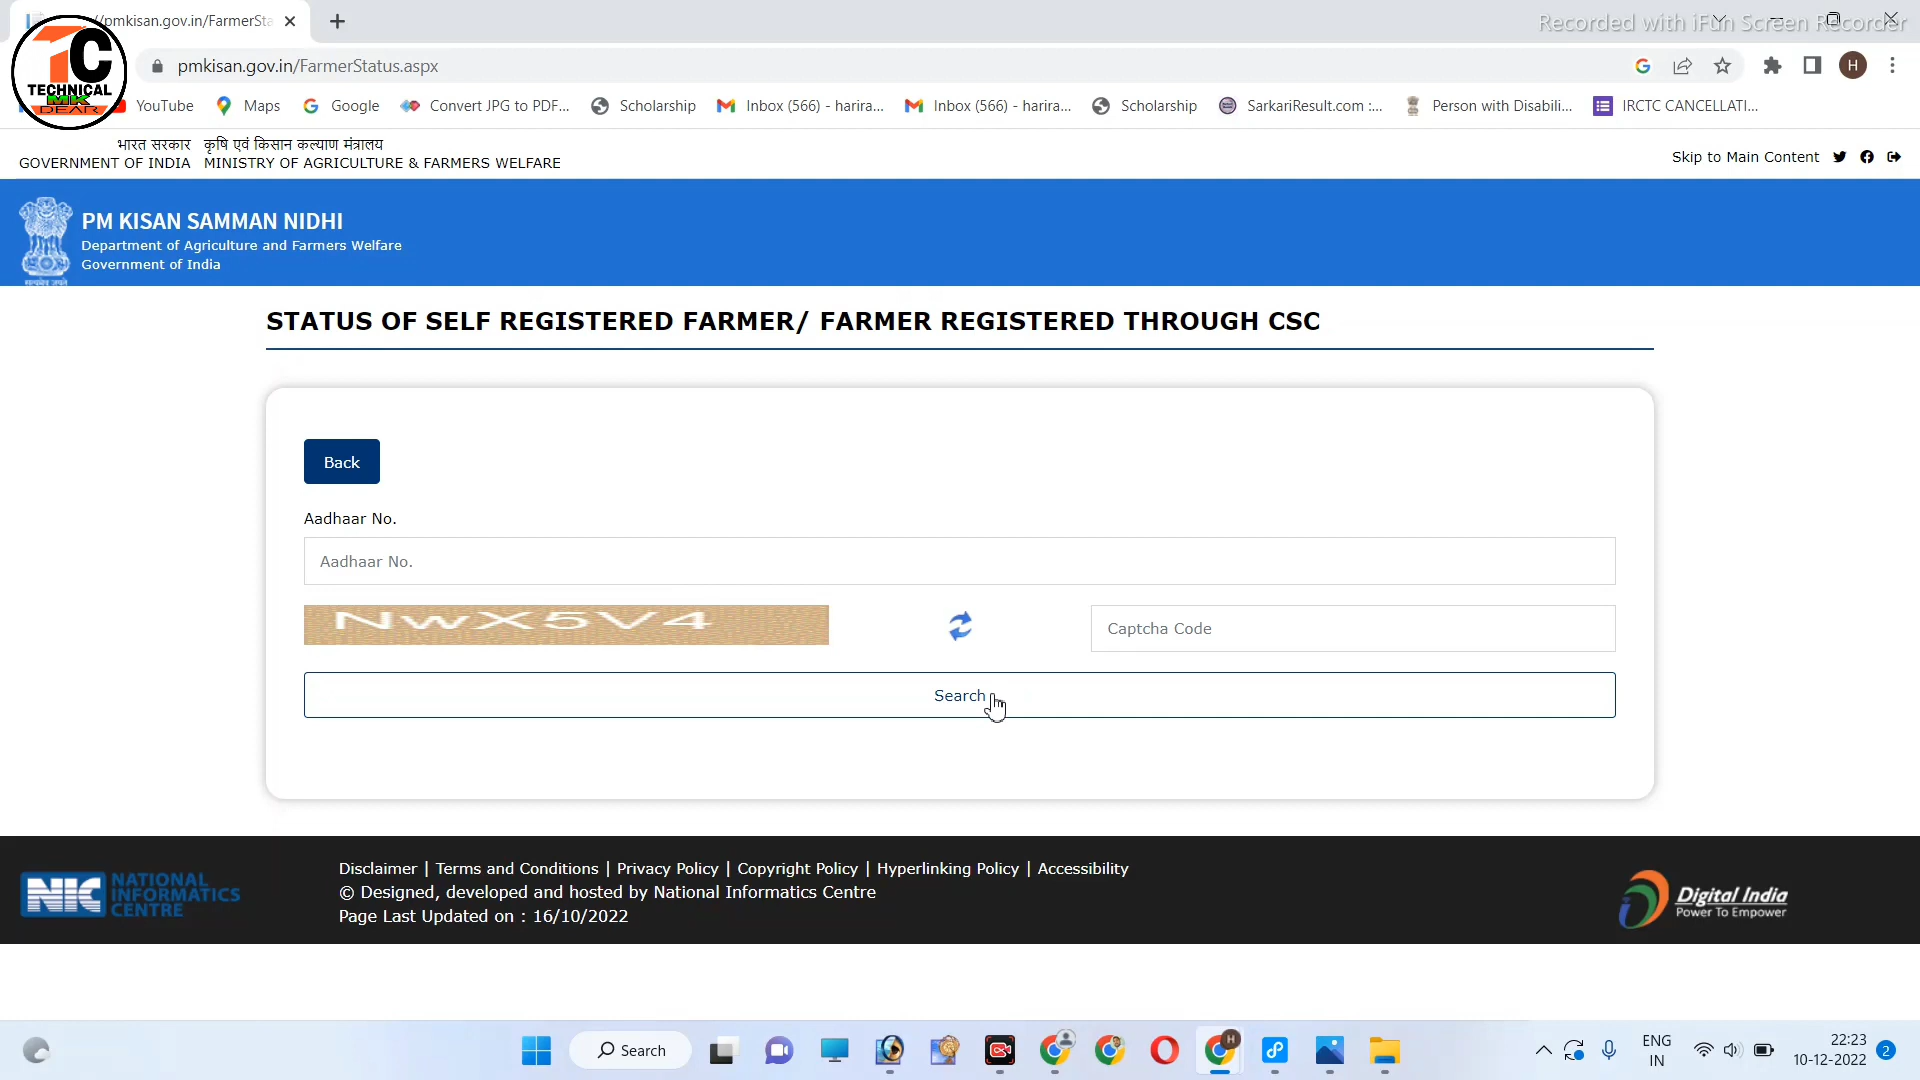 pmkisan.gov.in/FarmerSta
Recorded with iFun Screen Recorder
TC
TECHNICAL
MK
DEAR
pmkisan.gov.in/FarmerStatus.aspx
H
YouTube
Maps
Google
Convert JPG to PDF...
Scholarship
Inbox (566) - harira...
Inbox (566) - harira...
Scholarship
SarkariResult.com :...
Person with Disabili...
IRCTC CANCELLATI...
भारत सरकार कृषि एवं किसान कल्याण मंत्रालय
GOVERNMENT OF INDIA MINISTRY OF AGRICULTURE & FARMERS WELFARE
Skip to Main Content
PM KISAN SAMMAN NIDHI
Department of Agriculture and Farmers Welfare
Government of India
सत्यमेव जयते
STATUS OF SELF REGISTERED FARMER/ FARMER REGISTERED THROUGH CSC
Back
Aadhaar No.
Aadhaar No.
NwX5V4
Captcha Code
Search
NIC
NATIONAL
INFORMATICS
CENTRE
Disclaimer | Terms and Conditions | Privacy Policy | Copyright Policy | Hyperlinking Policy | Accessibility
© Designed, developed and hosted by National Informatics Centre
Page Last Updated on : 16/10/2022
Digital India
Power To Empower
Search
H
ENG
IN
22:23
10-12-2022
2